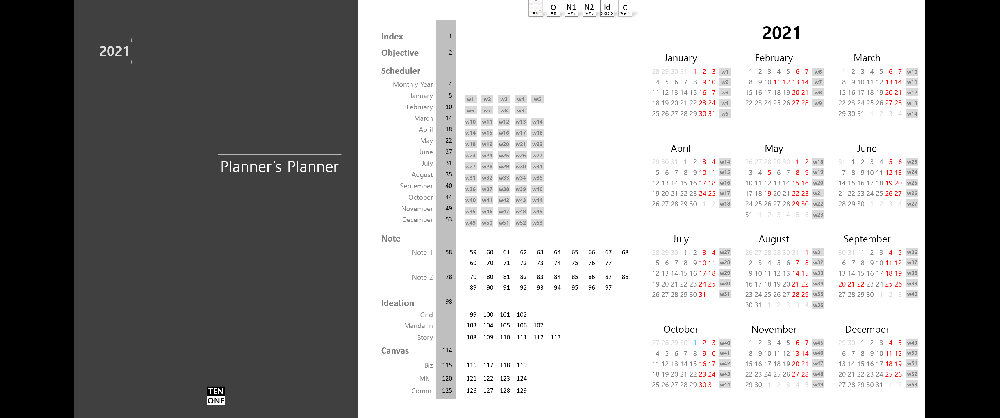 2021
Planner’s Planner
TEN
ONE
목차
O
목표
N1
노트1
N2
노트2
Id
아이디어
C
캔버스
Index 1
Objective 2
Scheduler
Monthly Year 4
January 5 w1 w2 w3 w4 w5
February 10 w6 w7 w8 w9
March 14 w10 w11 w12 w13 w14
April 18 w14 w15 w16 w17 w18
May 22 w18 w19 w20 w21 w22
June 27 w23 w24 w25 w26 w27
July 31 w27 w28 w29 w30 w31
August 35 w31 w32 w33 w34 w35
September 40 w36 w37 w38 w39 w40
October 44 w40 w41 w42 w43 w44
November 49 w45 w46 w47 w48 w49
December 53 w49 w50 w51 w52 w53
Note
Note 1 58 59 60 61 62 63 64 65 66 67 68
69 70 71 72 73 74 75 76 77
Note 2 78 79 80 81 82 83 84 85 86 87 88
89 90 91 92 93 94 95 96 97
Ideation 98
Grid 99 100 101 102
Mandarin 103 104 105 106 107
Story 108 109 110 111 112 113
Canvas 114
Biz 115 116 117 118 119
MKT 120 121 122 123 124
Comm. 125 126 127 128 129
2021
January
28 29 30 31 1 2 3 w1
4 5 6 7 8 9 10 w2
11 12 13 14 15 16 17 w3
18 19 20 21 22 23 24 w4
25 26 27 28 29 30 31 w5
February
1 2 3 4 5 6 7 w6
8 9 10 11 12 13 14 w7
15 16 17 18 19 20 21 w8
22 23 24 25 26 27 28 w9
March
1 2 3 4 5 6 7 w10
8 9 10 11 12 13 14 w11
15 16 17 18 19 20 21 w12
22 23 24 25 26 27 28 w13
29 30 31 1 2 3 4 w14
April
29 30 31 1 2 3 4 w14
5 6 7 8 9 10 11 w15
12 13 14 15 16 17 18 w16
19 20 21 22 23 24 25 w17
26 27 28 29 30 1 2 w18
May
26 27 28 29 30 1 2 w18
3 4 5 6 7 8 9 w19
10 11 12 13 14 15 16 w20
17 18 19 20 21 22 23 w21
24 25 26 27 28 29 30 w22
31 1 2 3 4 5 6 w23
June
31 1 2 3 4 5 6 w23
7 8 9 10 11 12 13 w24
14 15 16 17 18 19 20 w25
21 22 23 24 25 26 27 w26
28 29 30 1 2 3 4 w27
July
28 29 30 1 2 3 4 w27
5 6 7 8 9 10 11 w28
12 13 14 15 16 17 18 w29
19 20 21 22 23 24 25 w30
26 27 28 29 30 31 1 w31
August
26 27 28 28 30 31 1 w31
2 3 4 5 6 7 8 w32
9 10 11 12 13 14 15 w33
16 17 18 19 20 21 22 w34
23 24 25 26 27 28 29 w35
30 31 1 2 3 3 4 w36
September
30 31 1 2 3 4 5 w36
6 7 8 9 10 11 12 w37
13 14 15 16 17 18 19 w38
20 21 22 23 24 25 26 w39
27 28 29 30 1 2 3 w40
October
27 28 29 30 1 2 3 w40
4 5 6 7 8 9 10 w41
11 12 13 14 15 16 17 w42
18 19 20 21 22 23 24 w43
25 26 27 28 29 30 31 w44
November
1 2 3 4 5 6 7 w45
8 9 10 11 12 13 14 w46
15 16 17 18 19 20 21 w47
22 23 24 25 26 27 28 w48
29 30 1 2 3 4 5 w49
December
29 30 1 2 3 4 5 w49
6 7 8 9 10 11 12 w50
13 14 15 16 17 18 19 w51
20 21 22 23 24 25 26 w52
27 28 29 30 31 1 2 w53